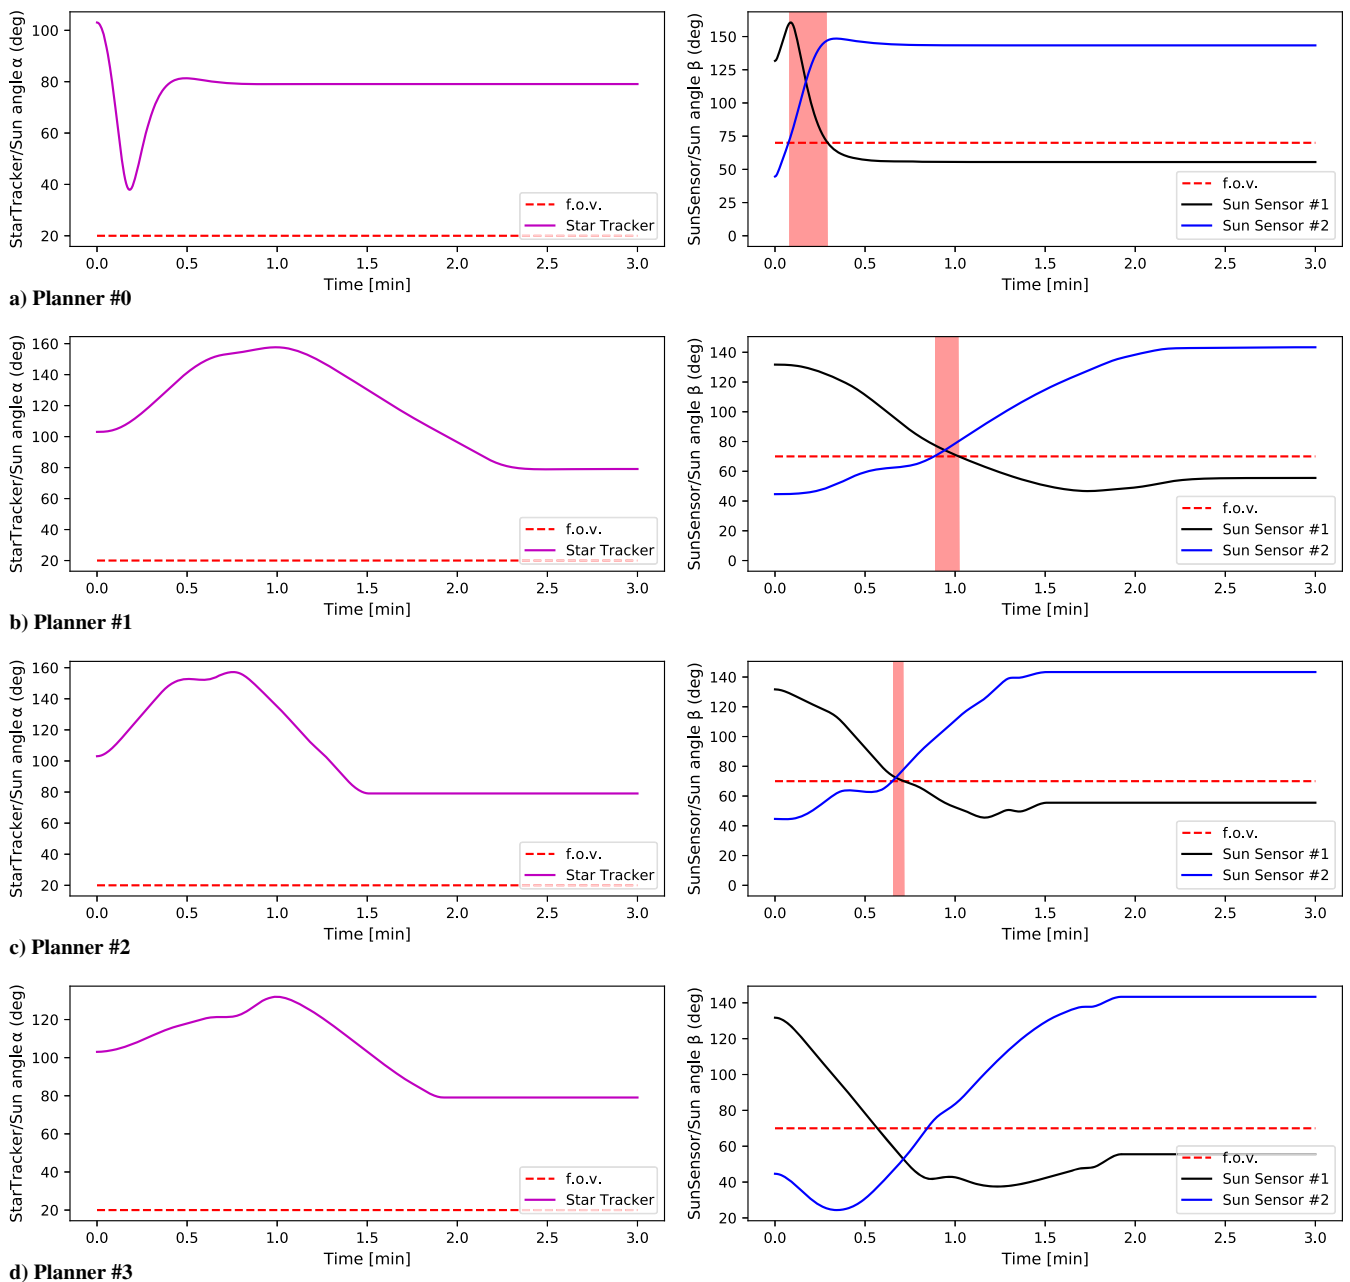 StarTracker/Sun angle α (deg)
100
80
60
40
20
f.o.v.
Star Tracker
0.0 0.5 1.0 1.5 2.0 2.5 3.0
Time [min]
SunSensor/Sun angle β (deg)
150
125
100
75
50
25
0
f.o.v.
Sun Sensor #1
Sun Sensor #2
0.0 0.5 1.0 1.5 2.0 2.5 3.0
Time [min]
a) Planner #0
StarTracker/Sun angle α (deg)
160
140
120
100
80
60
40
20
f.o.v.
Star Tracker
0.0 0.5 1.0 1.5 2.0 2.5 3.0
Time [min]
SunSensor/Sun angle β (deg)
140
120
100
80
60
40
20
0
f.o.v.
Sun Sensor #1
Sun Sensor #2
0.0 0.5 1.0 1.5 2.0 2.5 3.0
Time [min]
b) Planner #1
StarTracker/Sun angle α (deg)
160
140
120
100
80
60
40
20
f.o.v.
Star Tracker
0.0 0.5 1.0 1.5 2.0 2.5 3.0
Time [min]
SunSensor/Sun angle β (deg)
140
120
100
80
60
40
20
0
f.o.v.
Sun Sensor #1
Sun Sensor #2
0.0 0.5 1.0 1.5 2.0 2.5 3.0
Time [min]
c) Planner #2
StarTracker/Sun angle α (deg)
120
100
80
60
40
20
f.o.v.
Star Tracker
0.0 0.5 1.0 1.5 2.0 2.5 3.0
Time [min]
SunSensor/Sun angle β (deg)
140
120
100
80
60
40
20
f.o.v.
Sun Sensor #1
Sun Sensor #2
0.0 0.5 1.0 1.5 2.0 2.5 3.0
Time [min]
d) Planner #3